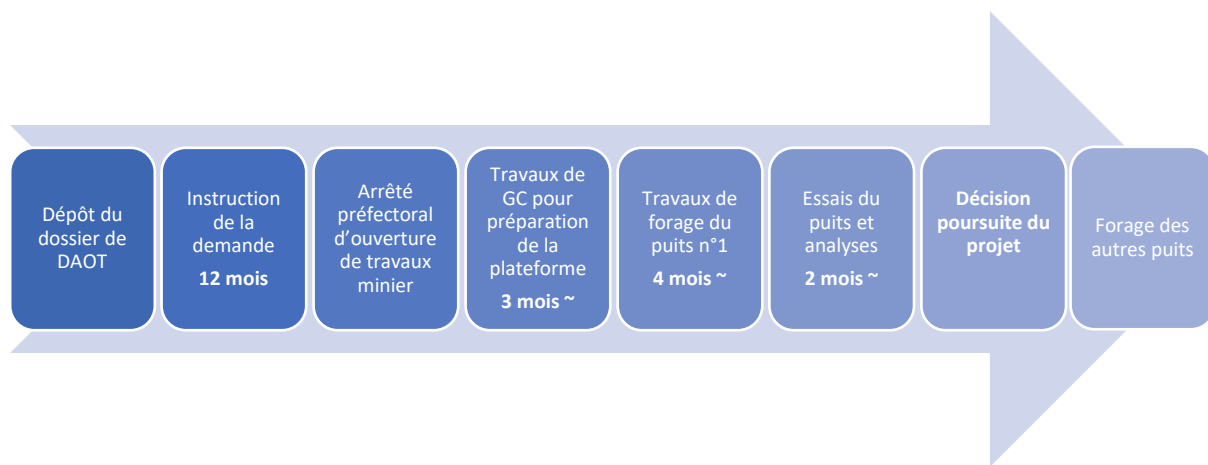 Dépôt du
dossier de
DAOT
Instruction
de la
demande
12 mois
Arrêté
préfectoral
d'ouverture
de travaux
minier
Travaux de
GC pour
préparation
de la
plateforme
3 mois ~
Travaux de
forage du
puits n°1
4 mois ~
Essais du
puits et
analyses
2 mois ~
Décision
poursuite du
projet
Forage des
autres puits